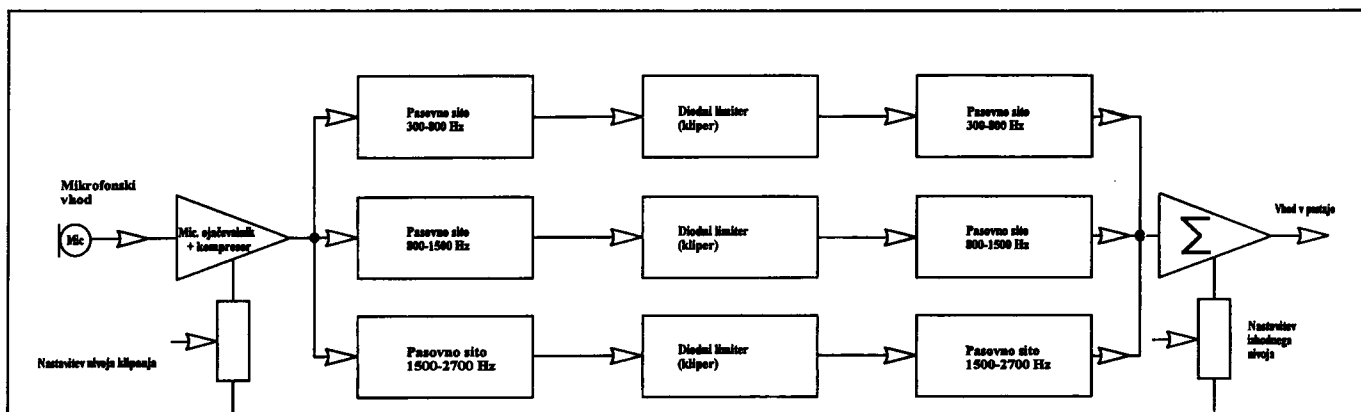 Pasovno sito
300-800 Hz
Diodni limiter
(kliper)
Pasovno sito
300-800 Hz
Mikrofonski
vhod
Mic
Mic. ojačevalnik
+ kompresor
Pasovno sito
800-1500Hz
Diodni limiter
(kliper)
Pasovno sito
800-1500 Hz
Σ
Vhod v postajo
Nastavitev nivoja klipanja
Pasovno sito
1500-2700 Hz
Diodni limiter
(kliper)
Pasovno sito
1500-2700 Hz
Nastavitev
izhodnega
nivoja